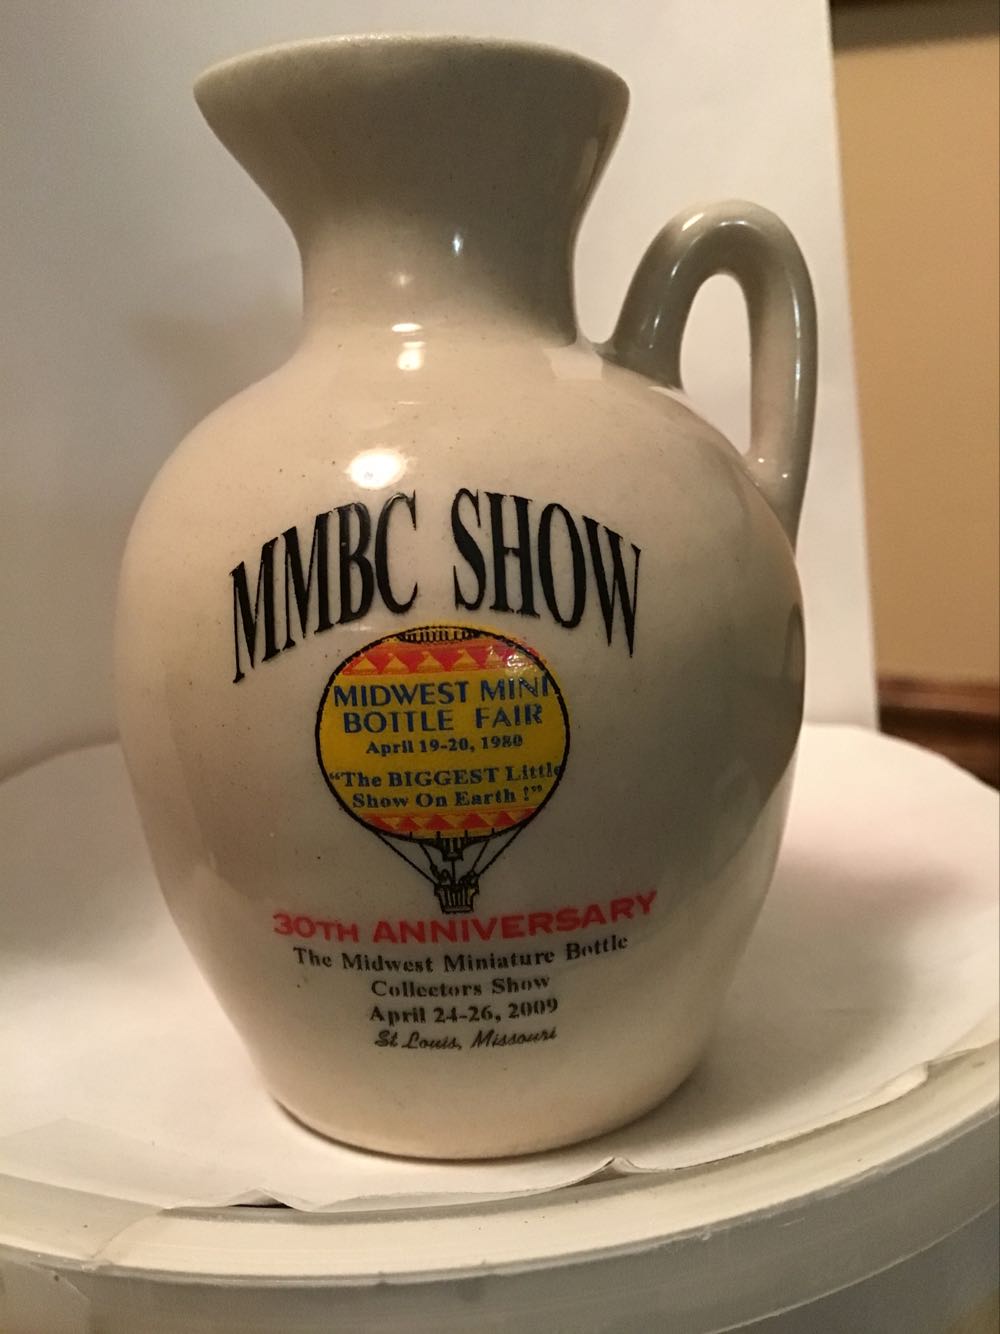 MMBC SHOW
MIDWEST MINI
BOTTLE FAIR
April 19-20, 1980
"The BIGGEST Little
Show On Earth !"
30TH ANNIVERSARY
The Midwest Miniature Bottle
Collectors Show
April 24-26, 2009
St Louis, Missouri